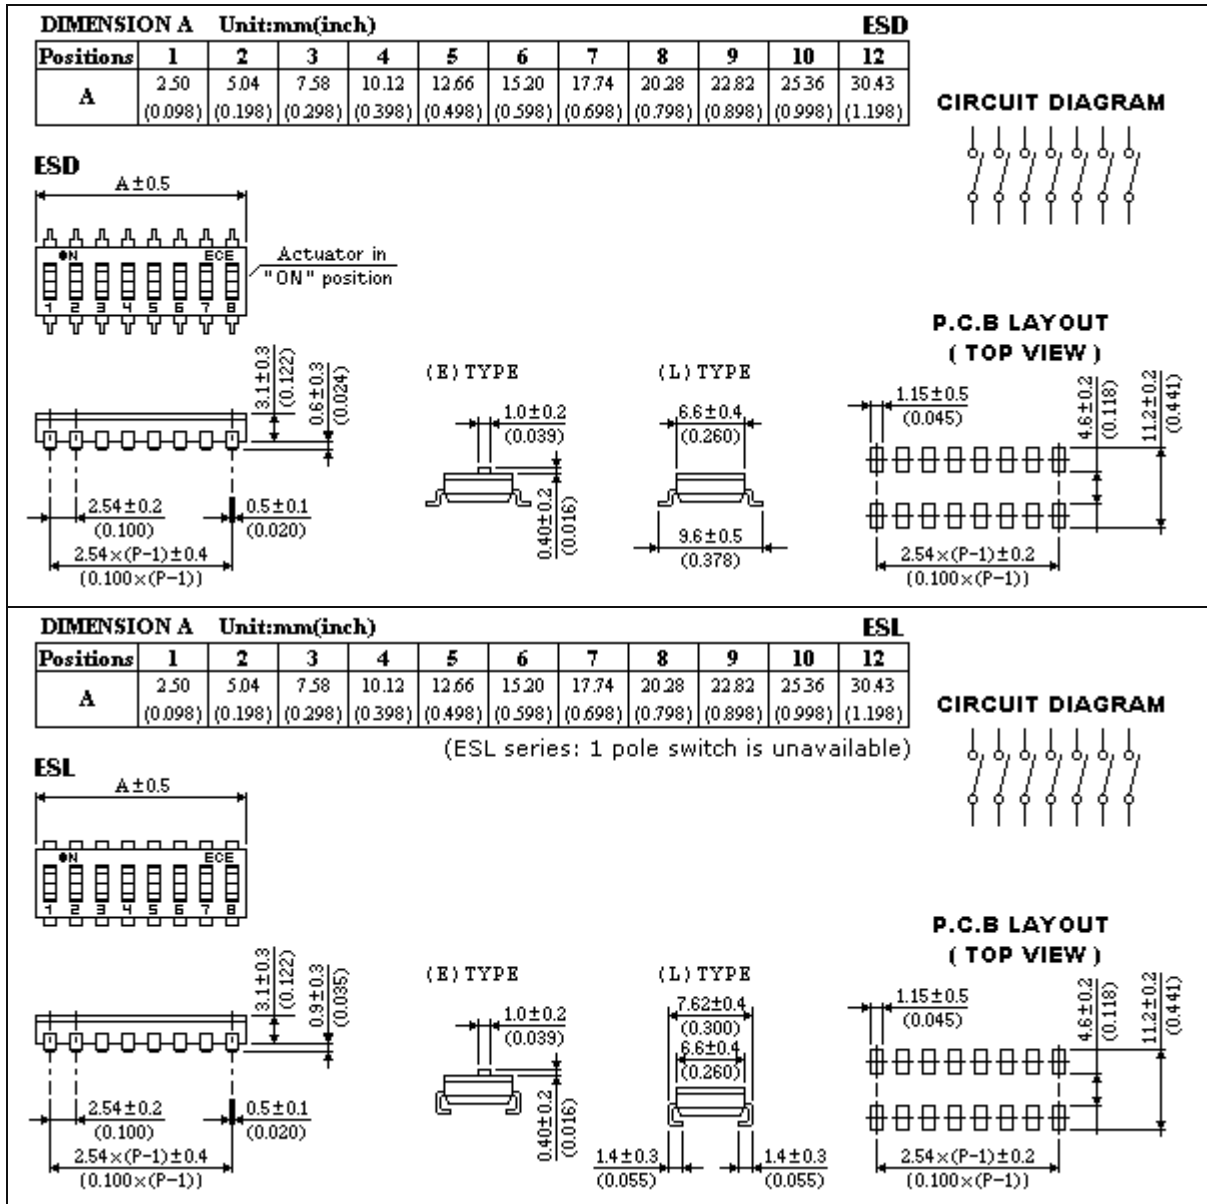 DIMENSION A Unit:mm(inch) ESD
Positions 1 2 3 4 5 6 7 8 9 10 12
A 2.50 5.04 7.58 10.12 12.66 15.20 17.74 20.28 22.82 25.36 30.43
(0.098) (0.198) (0.298) (0.398) (0.498) (0.598) (0.698) (0.798) (0.898) (0.998) (1.198)
CIRCUIT DIAGRAM
ESD
A±0.5
ON ECE
1 2 3 4 5 6 7 8
Actuator in
"ON" position
3.1±0.3
(0.122)
0.6±0.3
(0.024)
2.54±0.2
(0.100)
0.5±0.1
(0.020)
2.54×(P-1)±0.4
(0.100×(P-1))
(E) TYPE
1.0±0.2
(0.039)
0.40±0.2
(0.016)
(L) TYPE
6.6±0.4
(0.260)
9.6±0.5
(0.378)
P.C.B LAYOUT
( TOP VIEW )
1.15±0.5
(0.045)
4.6±0.2
(0.118)
11.2±0.2
(0.441)
2.54×(P-1)±0.2
(0.100×(P-1))
DIMENSION A Unit:mm(inch) ESL
Positions 1 2 3 4 5 6 7 8 9 10 12
A 2.50 5.04 7.58 10.12 12.66 15.20 17.74 20.28 22.82 25.36 30.43
(0.098) (0.198) (0.298) (0.398) (0.498) (0.598) (0.698) (0.798) (0.898) (0.998) (1.198)
(ESL series: 1 pole switch is unavailable)
CIRCUIT DIAGRAM
ESL
A±0.5
ON ECE
1 2 3 4 5 6 7 8
3.1±0.3
(0.122)
0.9±0.3
(0.035)
2.54±0.2
(0.100)
0.5±0.1
(0.020)
2.54×(P-1)±0.4
(0.100×(P-1))
(E) TYPE
1.0±0.2
(0.039)
0.40±0.2
(0.016)
(L) TYPE
7.62±0.4
(0.300)
6.6±0.4
(0.260)
1.4±0.3
(0.055)
1.4±0.3
(0.055)
P.C.B LAYOUT
( TOP VIEW )
1.15±0.5
(0.045)
4.6±0.2
(0.118)
11.2±0.2
(0.441)
2.54×(P-1)±0.2
(0.100×(P-1))